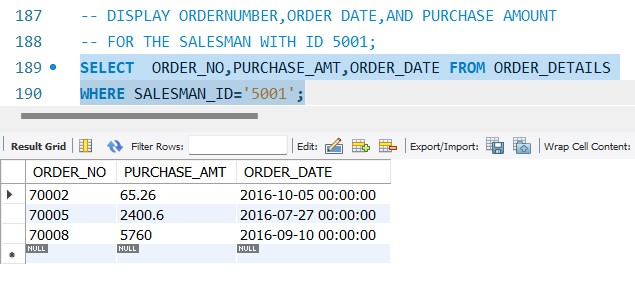 187 -- DISPLAY ORDERNUMBER,ORDER DATE,AND PURCHASE AMOUNT
188 -- FOR THE SALESMAN WITH ID 5001;
189 SELECT ORDER_NO,PURCHASE_AMT,ORDER_DATE FROM ORDER_DETAILS
190 WHERE SALESMAN_ID='5001';
Result Grid Filter Rows: Edit: Export/Import: Wrap Cell Content:
ORDER_NO PURCHASE_AMT ORDER_DATE
70002 65.26 2016-10-05 00:00:00
70005 2400.6 2016-07-27 00:00:00
70008 5760 2016-09-10 00:00:00
NULL NULL NULL